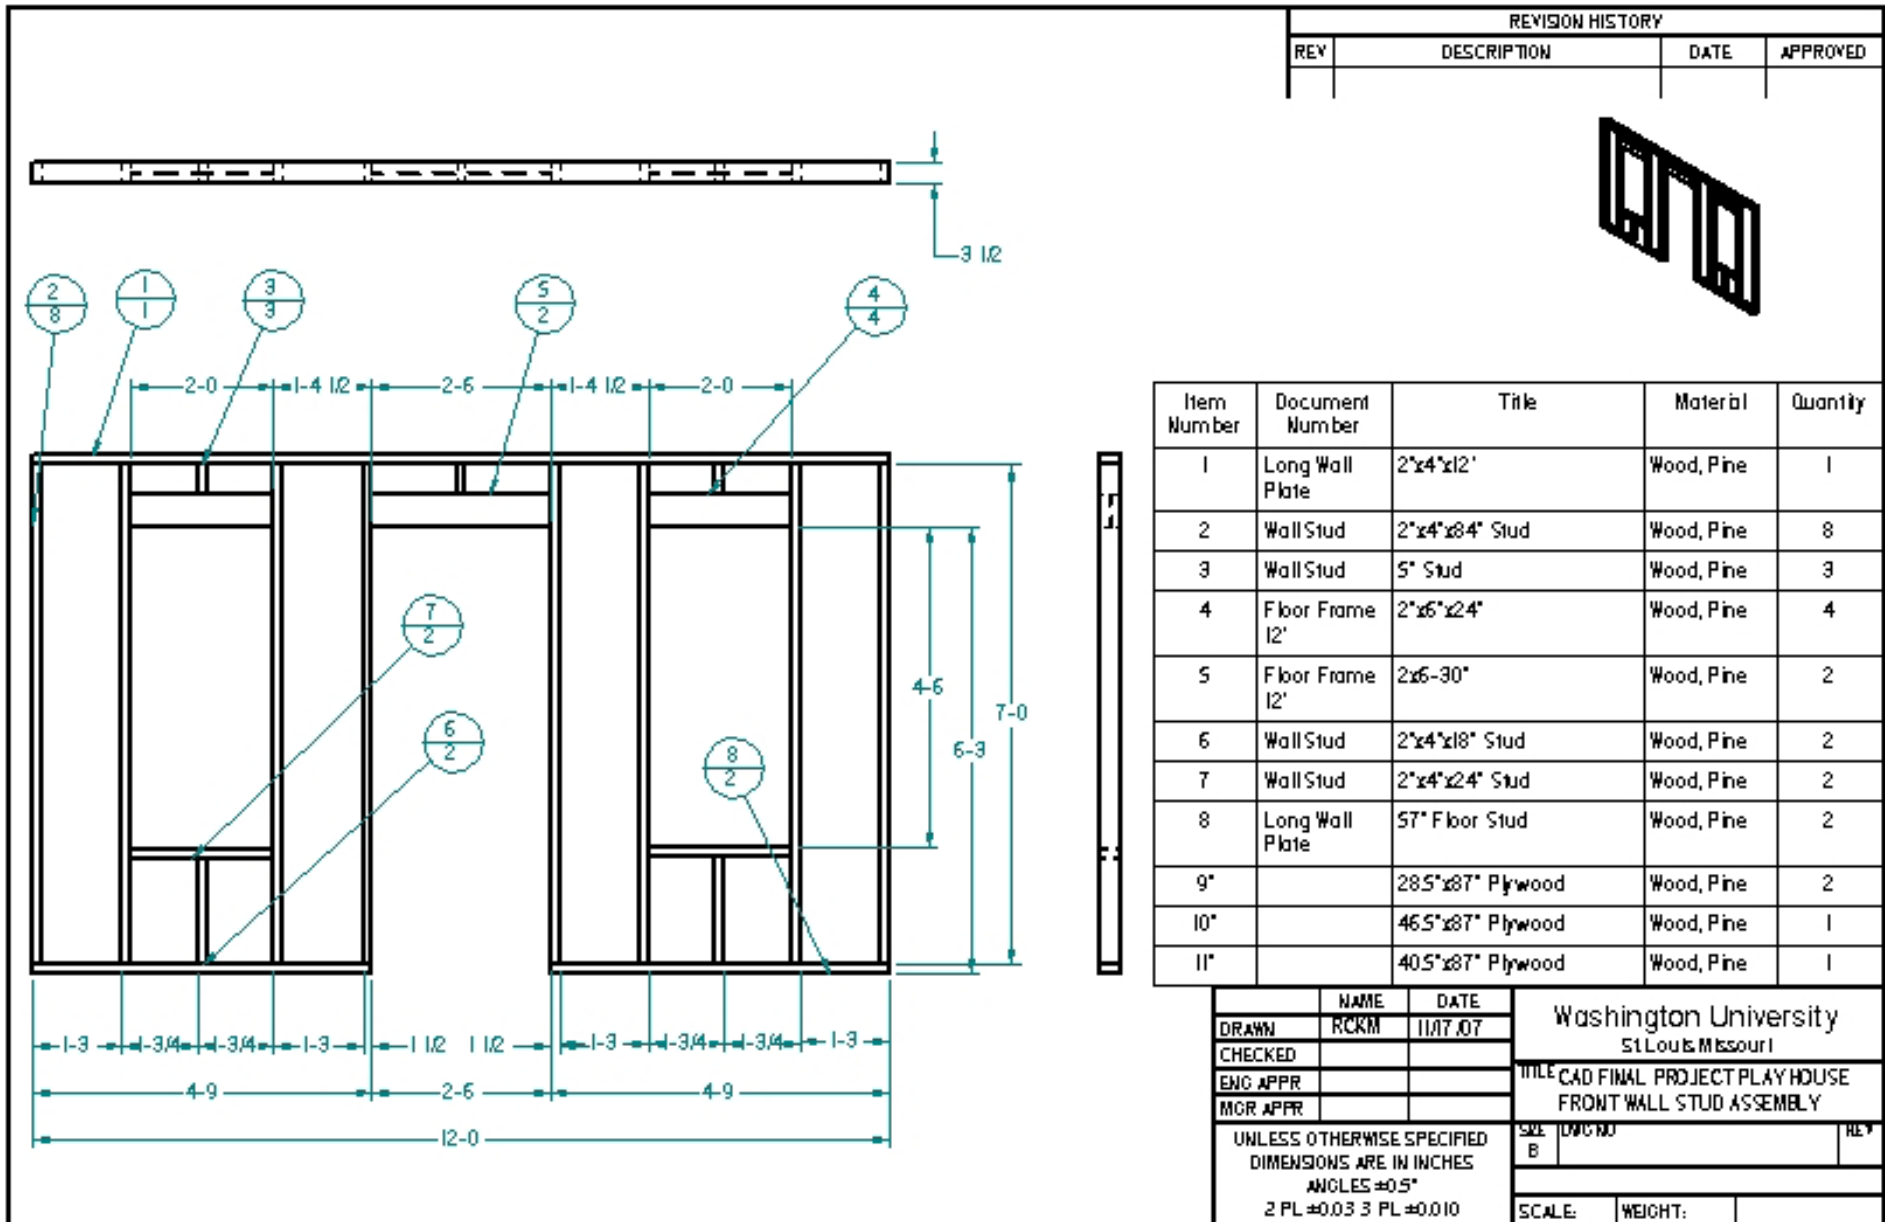 REVISION HISTORY
REV DESCRIPTION DATE APPROVED
3 1/2
2 8
1 1
3 3
5 2
4 4
2-0 1-4 1/2 2-6 1-4 1/2 2-0
7 2
6 2
8 2
4-6
7-0
6-3
1-3 1-3/4 1-3/4 1-3 1 1/2 1 1/2 1-3 1-3/4 1-3/4 1-3
4-9 2-6 4-9
12-0
Item Number Document Number Title Material Quantity
1 Long Wall Plate 2"x4"x12' Wood, Pine 1
2 Wall Stud 2"x4"x84" Stud Wood, Pine 8
3 Wall Stud 5" Stud Wood, Pine 3
4 Floor Frame 12' 2"x6"x24" Wood, Pine 4
5 Floor Frame 12' 2x6-30" Wood, Pine 2
6 Wall Stud 2"x4"x18" Stud Wood, Pine 2
7 Wall Stud 2"x4"x24" Stud Wood, Pine 2
8 Long Wall Plate 57" Floor Stud Wood, Pine 2
9* 28.5"x87" Plywood Wood, Pine 2
10* 46.5"x87" Plywood Wood, Pine 1
11* 40.5"x87" Plywood Wood, Pine 1
NAME DATE
DRAWN RCKM 11/17/07
CHECKED
ENG APPR
MGR APPR
Washington University
St Louis Missouri
TITLE CAD FINAL PROJECT PLAY HOUSE
FRONT WALL STUD ASSEMBLY
UNLESS OTHERWISE SPECIFIED
DIMENSIONS ARE IN INCHES
ANGLES ±0.5°
2 PL ±0.03 3 PL ±0.010
SIZE DWG NO REV
B
SCALE: WEIGHT: